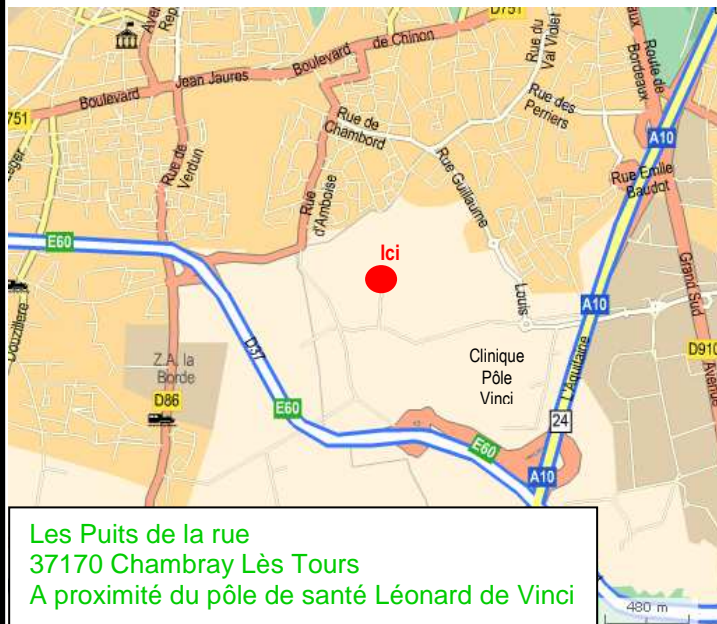 D751
Boulevard de Chinon
Rue du
Val Violet
Route de
Bordeaux
Boulevard Jean Jaures
D751
Rue de
Chambord
Rue des
Perriers
A10
Rue de
Verdun
Rue
d'Amboise
Rue Guillaume
Louis
Rue Emile
Baudot
E60
Ici
A10
Grand Sud
Avenue
D910
Douzillere
D37
Z.A. la
Borde
D86
Clinique
Pôle
Vinci
L'Aquitaine
E60
24
E60
A10
Les Puits de la rue
37170 Chambray Lès Tours
A proximité du pôle de santé Léonard de Vinci
480 m